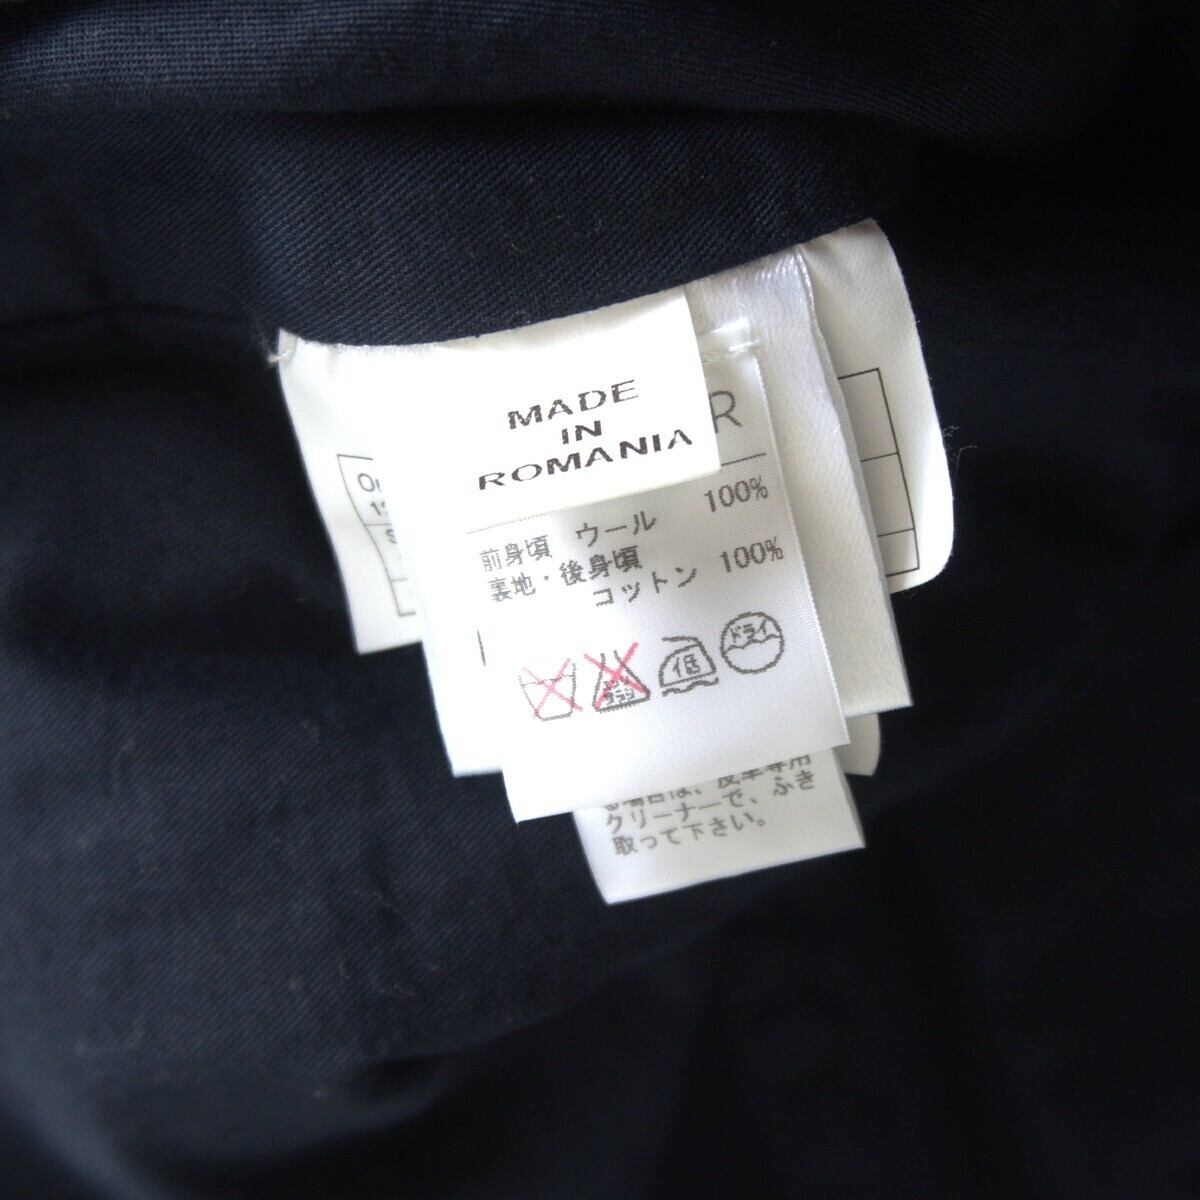 MADE
IN
ROMANIA
R
前身頃 ウール 100%
裏地・後身頃
コットン 100%
低
ドライ
クリーナーで、ふき
取って下さい。